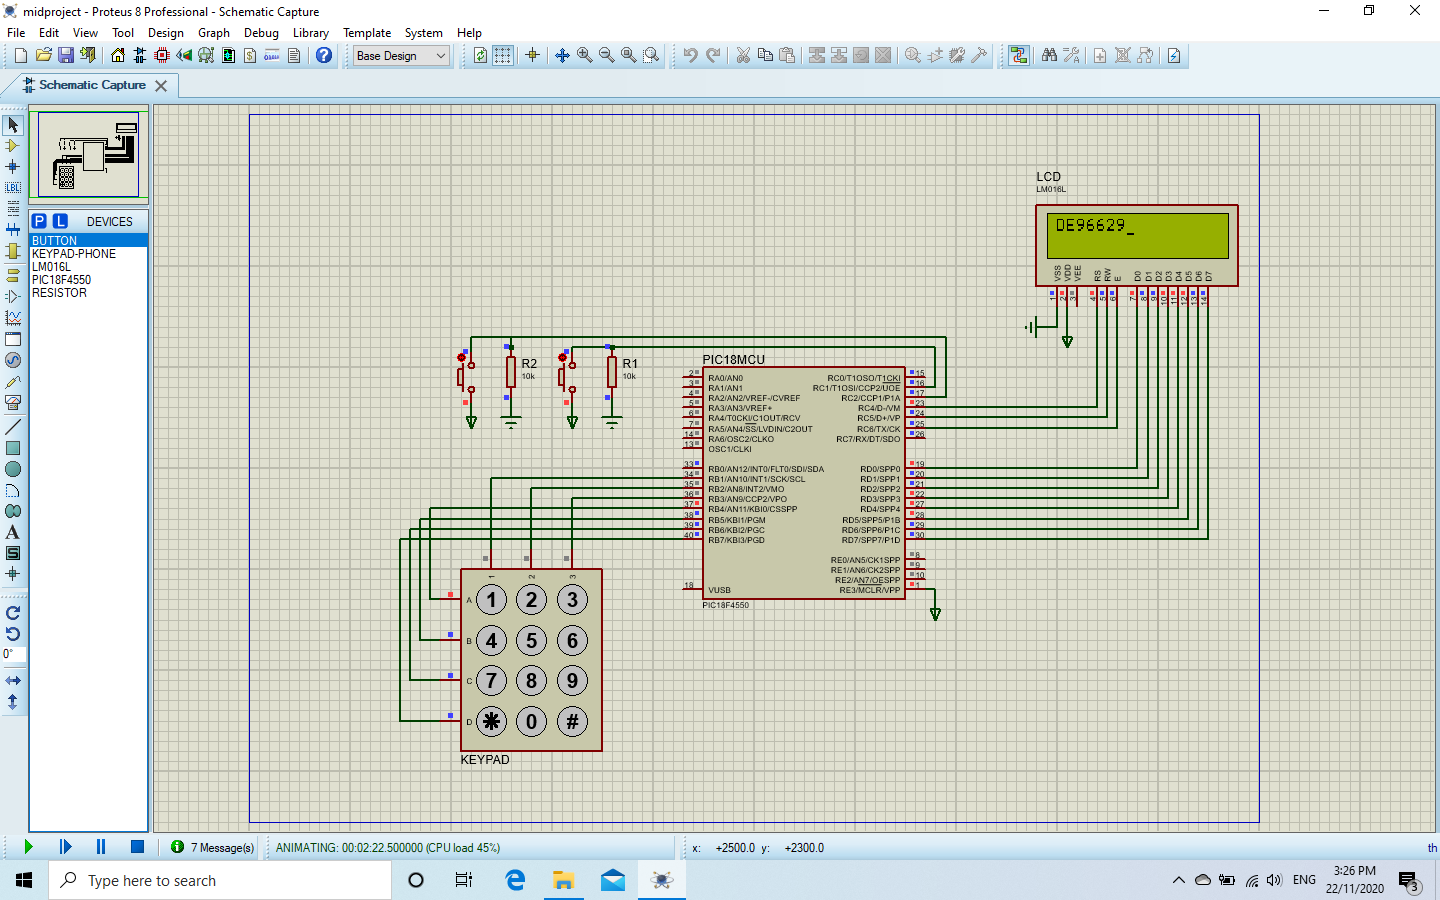 midproject - Proteus 8 Professional - Schematic Capture
File Edit View Tool Design Graph Debug Library Template System Help
Base Design
Schematic Capture
P L DEVICES
BUTTON
KEYPAD-PHONE
LM016L
PIC18F4550
RESISTOR
LBL
A
S
0°
LCD
LM016L
DE96629_
VSS VDD VEE RS RW E D0 D1 D2 D3 D4 D5 D6 D7
1 2 3 4 5 6 7 8 9 10 11 12 13 14
R2
10k
R1
10k
PIC18MCU
2 RA0/AN0 RC0/T1OSO/T1CKI 15
3 RA1/AN1 RC1/T1OSI/CCP2/UOE 16
4 RA2/AN2/VREF-/CVREF RC2/CCP1/P1A 17
5 RA3/AN3/VREF+ RC4/D-/VM 23
6 RA4/T0CKI/C1OUT/RCV RC5/D+/VP 24
7 RA5/AN4/SS/LVDIN/C2OUT RC6/TX/CK 25
14 RA6/OSC2/CLKO RC7/RX/DT/SDO 26
13 OSC1/CLKI
33 RB0/AN12/INT0/FLT0/SDI/SDA RD0/SPP0 19
34 RB1/AN10/INT1/SCK/SCL RD1/SPP1 20
35 RB2/AN8/INT2/VMO RD2/SPP2 21
36 RB3/AN9/CCP2/VPO RD3/SPP3 22
37 RB4/AN11/KBI0/CSSPP RD4/SPP4 27
38 RB5/KBI1/PGM RD5/SPP5/P1B 28
39 RB6/KBI2/PGC RD6/SPP6/P1C 29
40 RB7/KBI3/PGD RD7/SPP7/P1D 30
RE0/AN5/CK1SPP 8
RE1/AN6/CK2SPP 9
RE2/AN7/OESPP 10
18 VUSB RE3/MCLR/VPP 1
PIC18F4550
1 2 3
A 1 2 3
B 4 5 6
C 7 8 9
D * 0 #
KEYPAD
7 Message(s) ANIMATING: 00:02:22.500000 (CPU load 45%) x: +2500.0 y: +2300.0 th
Type here to search
ENG
3:26 PM
22/11/2020
3